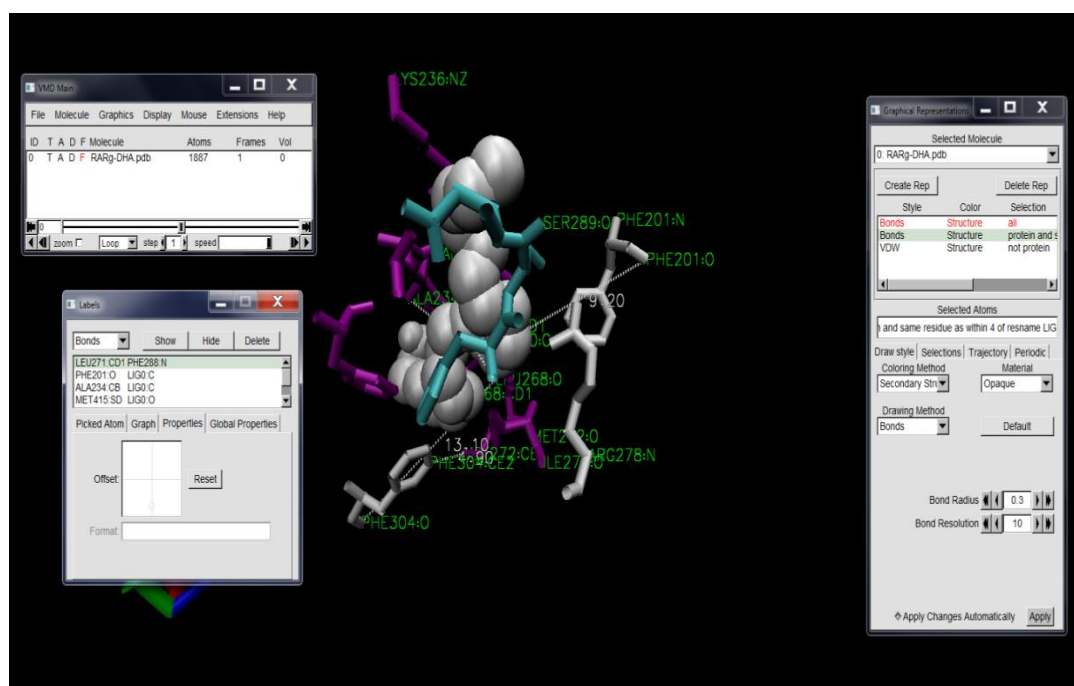 VMD Main
File Molecule Graphics Display Mouse Extensions Help
ID T A D F Molecule Atoms Frames Vol
0 T A D F RARg-DHA.pdb 1887 1 0
0
zoom Loop step 1 speed
Labels
Bonds Show Hide Delete
LEU271:CD1 PHE288:N
PHE201:O LIG0:C
ALA234:CB LIG0:C
MET415:SD LIG0:O
Picked Atom Graph Properties Global Properties
Offset: Reset
Format:
LYS236:NZ
SER289:O PHE201:N
PHE201:O
9.20
13.10
ARG278:N
PHE304:CE2
PHE304:O
Graphical Representations
Selected Molecule
0: RARg-DHA.pdb
Create Rep Delete Rep
Style Color Selection
Bonds Structure all
Bonds Structure protein and s
VDW Structure not protein
Selected Atoms
and same residue as within 4 of resname LIG
Draw style Selections Trajectory Periodic
Coloring Method Material
Secondary Stru Opaque
Drawing Method
Bonds Default
Bond Radius 0.3
Bond Resolution 10
Apply Changes Automatically Apply